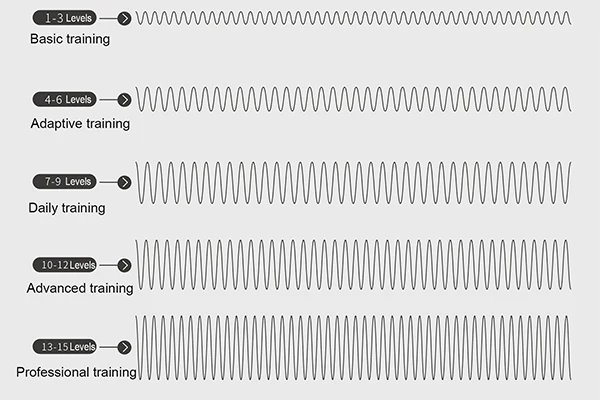 1-3 Levels
Basic training
4-6 Levels
Adaptive training
7-9 Levels
Daily training
10-12 Levels
Advanced training
13-15 Levels
Professional training